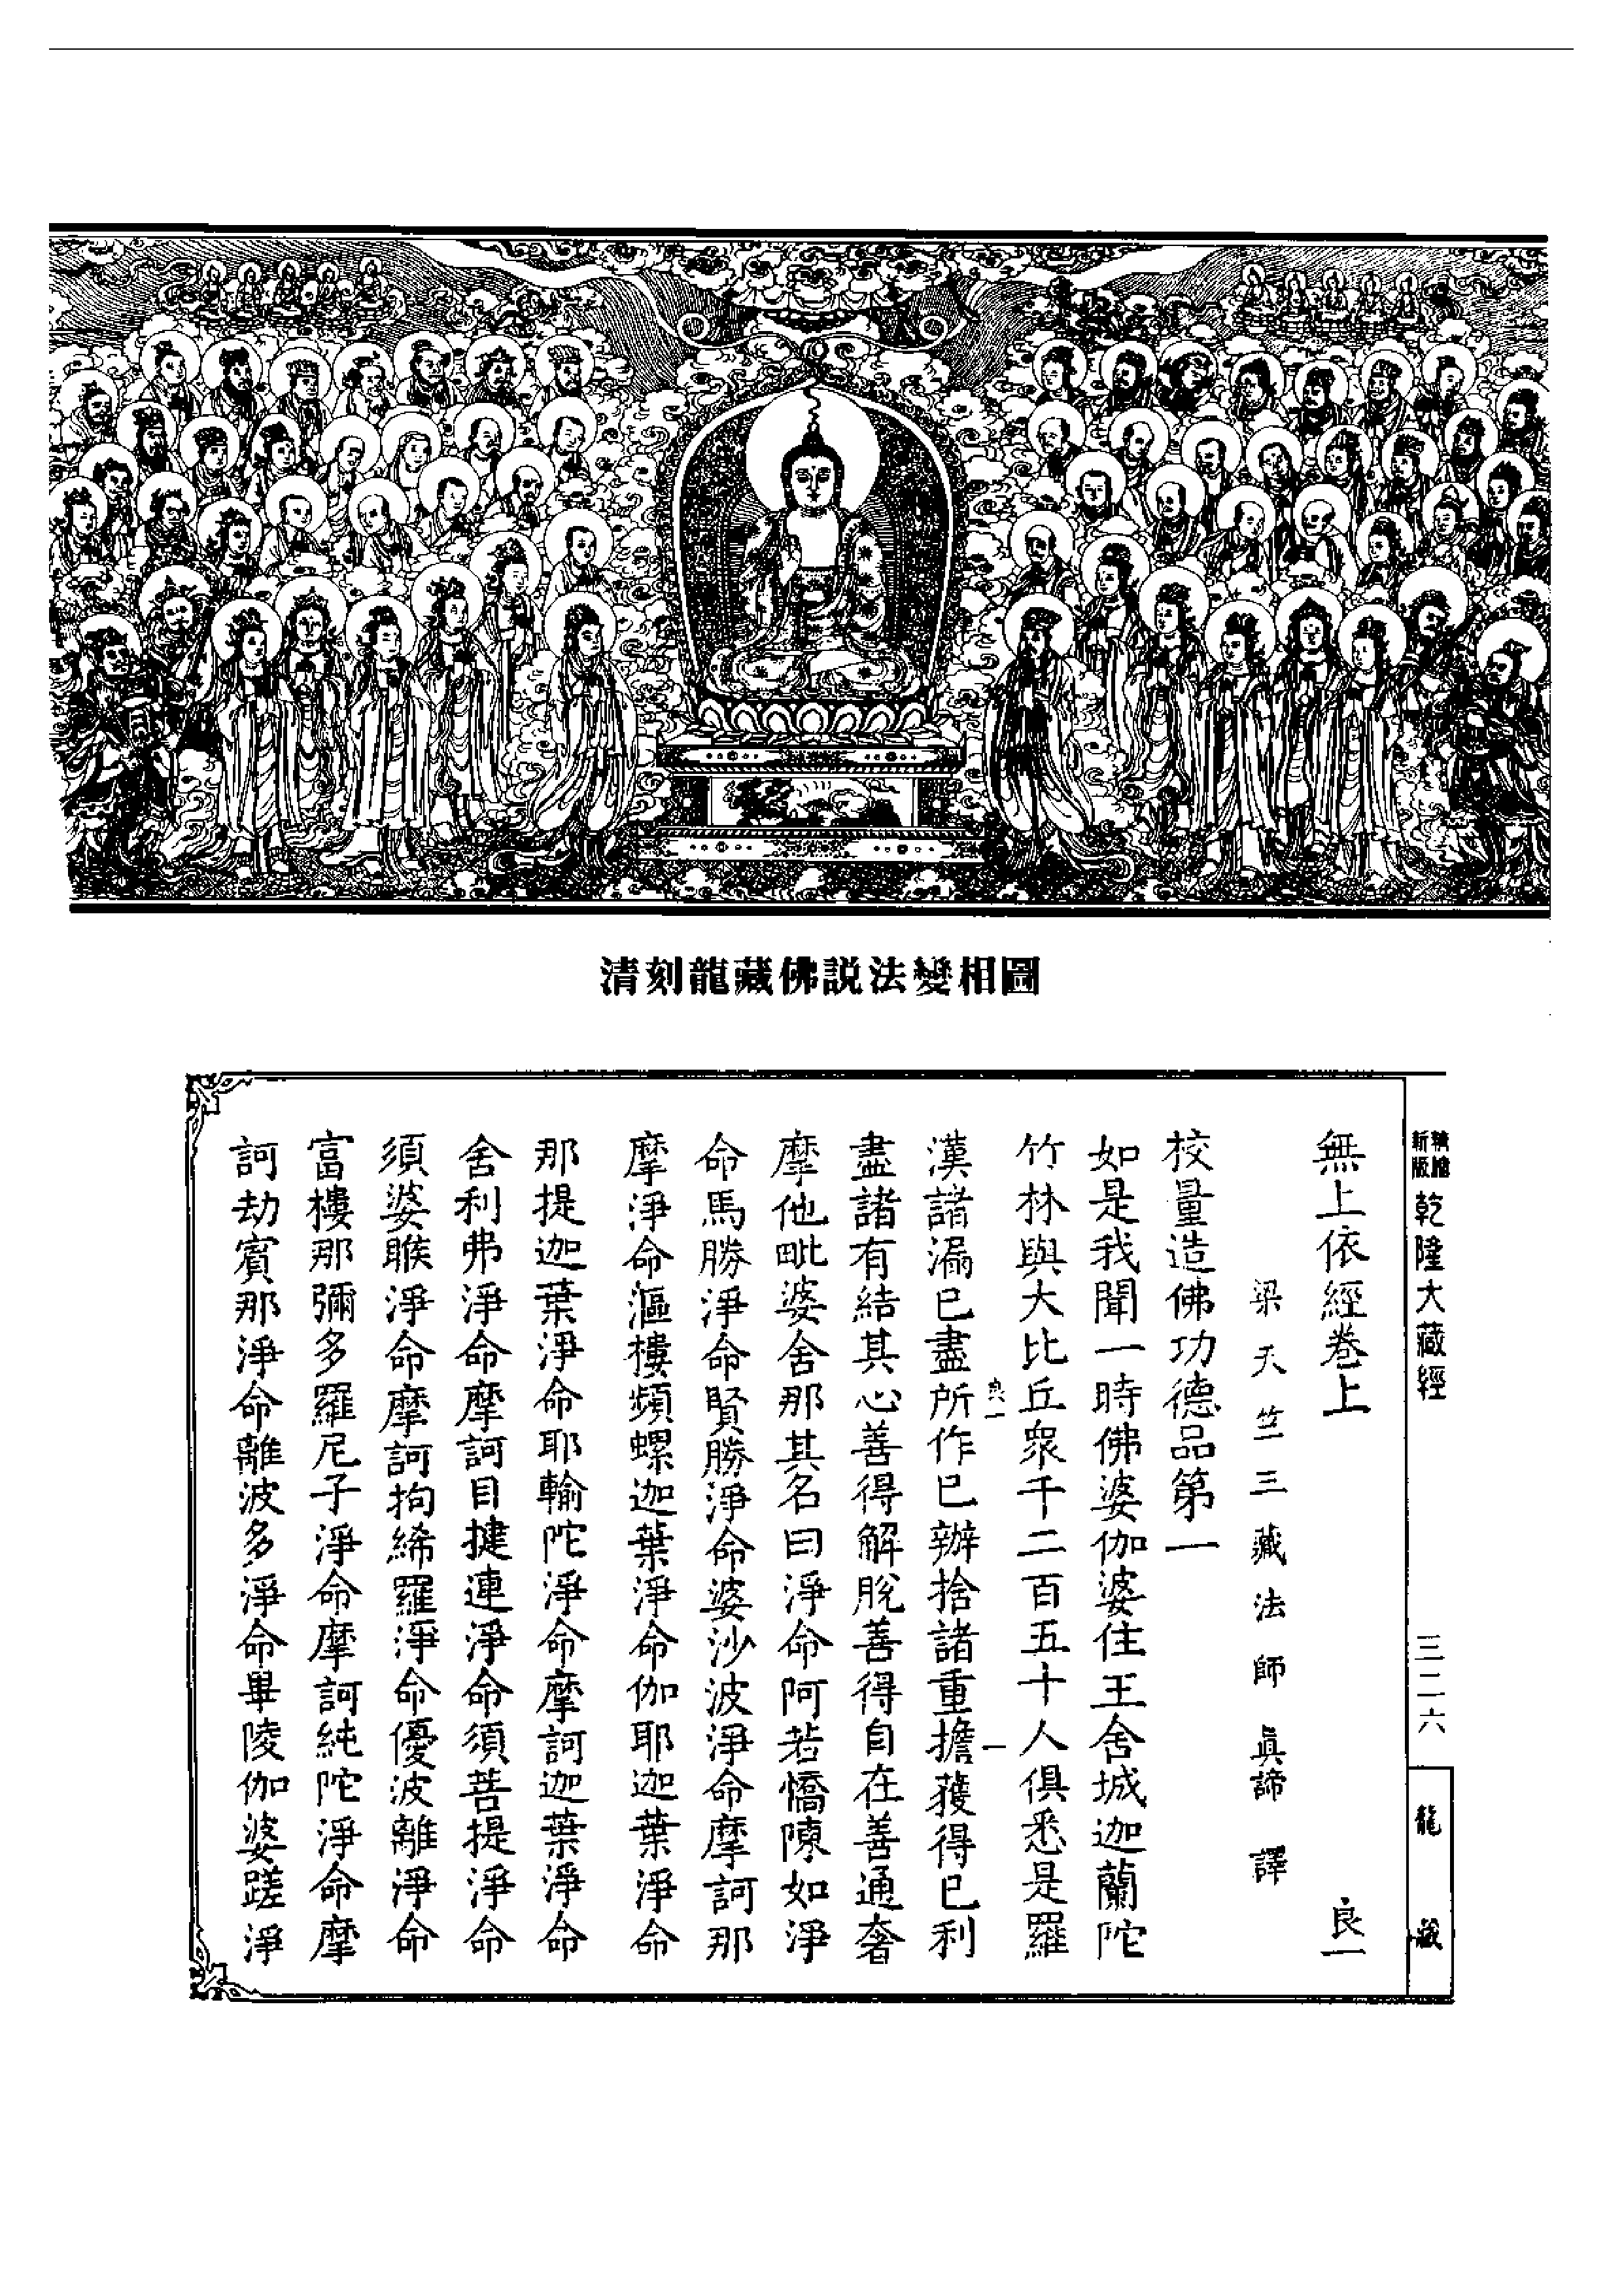 清刻龍藏佛説法變相圖
新版
精繪
乾隆大藏經
三二六
龍藏
無上依經卷上
良一
梁天竺三藏法師眞諦譯
校量造佛功德品第一
如是我聞一時佛婆伽婆住王舍城迦蘭陀
竹林與大比丘衆千二百五十人俱悉是羅
良一
一
漢諸漏已盡所作已辦捨諸重擔獲得已利
盡諸有結其心善得解脫善得自在善通奢
摩他毗婆舍那其名曰淨命阿若憍陳如淨
命馬勝淨命賢勝淨命婆沙波淨命摩訶那
摩淨命漚樓頻螺迦葉淨命伽耶迦葉淨命
那提迦葉淨命耶輸陀淨命摩訶迦葉淨命
舍利弗淨命摩訶目揵連淨命須菩提淨命
須婆睺淨命摩訶拘絺羅淨命優波離淨命
富樓那彌多羅尼子淨命摩訶純陀淨命摩
訶劫賓那淨命離波多淨命畢陵伽婆蹉淨